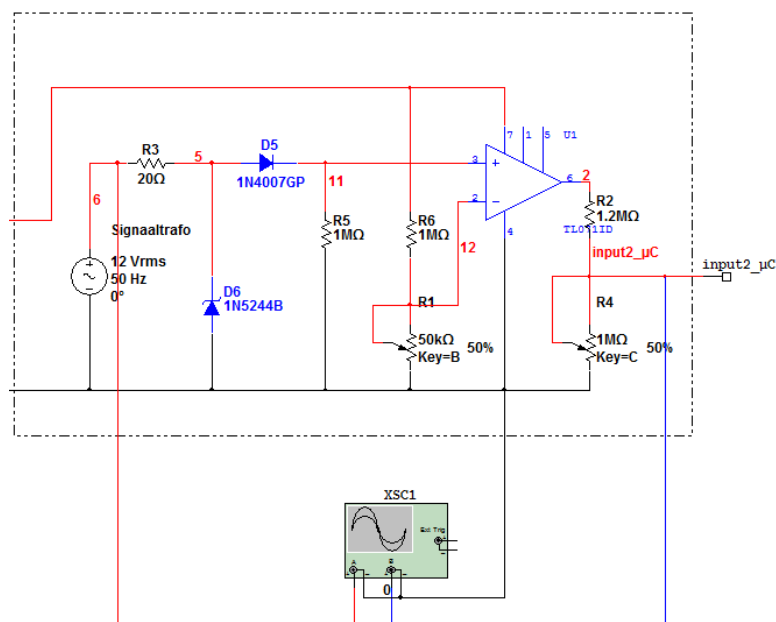 7
1
5
U1
R3
5
D5
20Ω
1N4007GP
3
+
11
6
2
2
−
R2
1.2MΩ
6
R5
1MΩ
R6
1MΩ
4
TL071ID
Signaaltrafo
12
input2_µC
input2_µC
12 Vrms
50 Hz
0°
D6
1N5244B
R1
50kΩ
Key=B
50%
R4
1MΩ
Key=C
50%
XSC1
Ext Trig
A
B
0